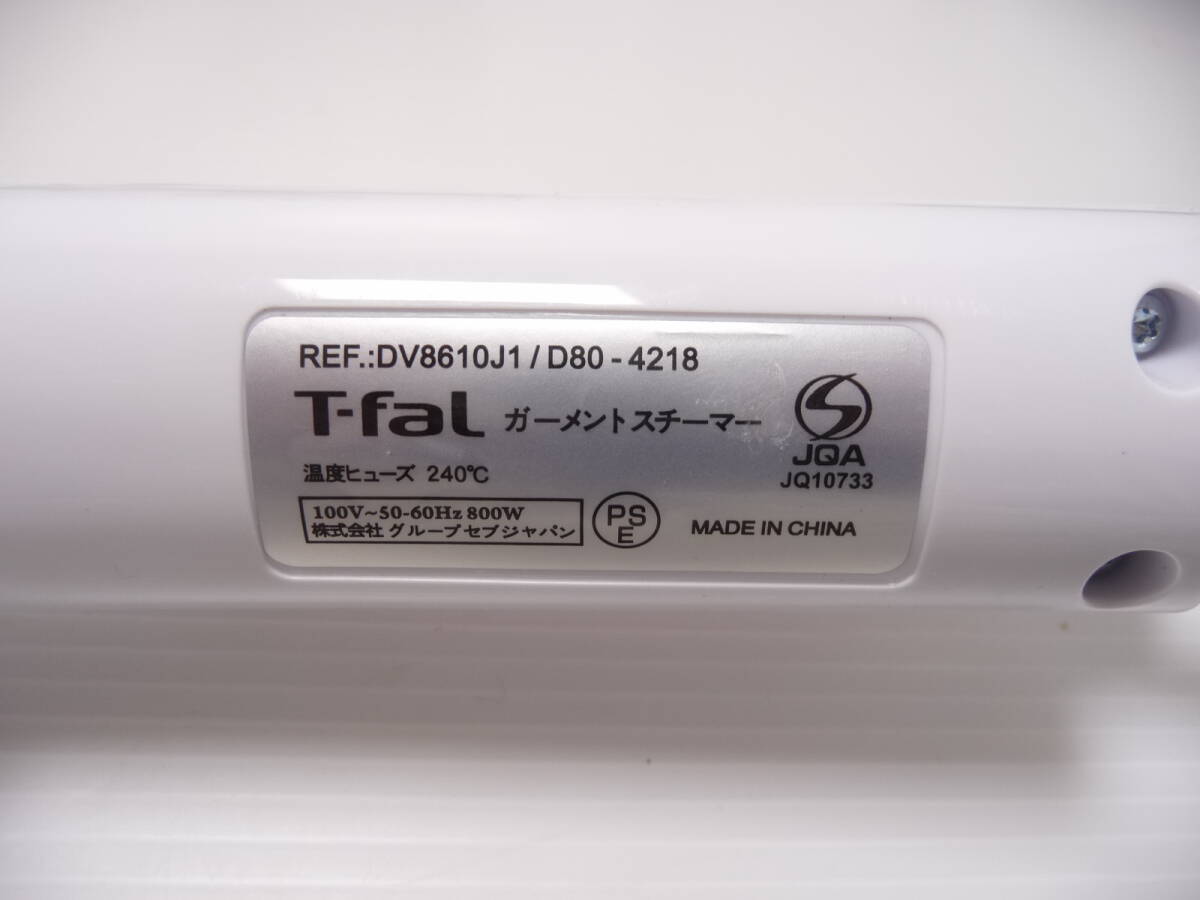 REF.:DV8610J1 / D80 - 4218
T-fal ガーメントスチーマー
S
JQA
JQ10733
温度ヒューズ 240℃
100V~50-60Hz 800W
株式会社 グループセブジャパン
PS
E
MADE IN CHINA